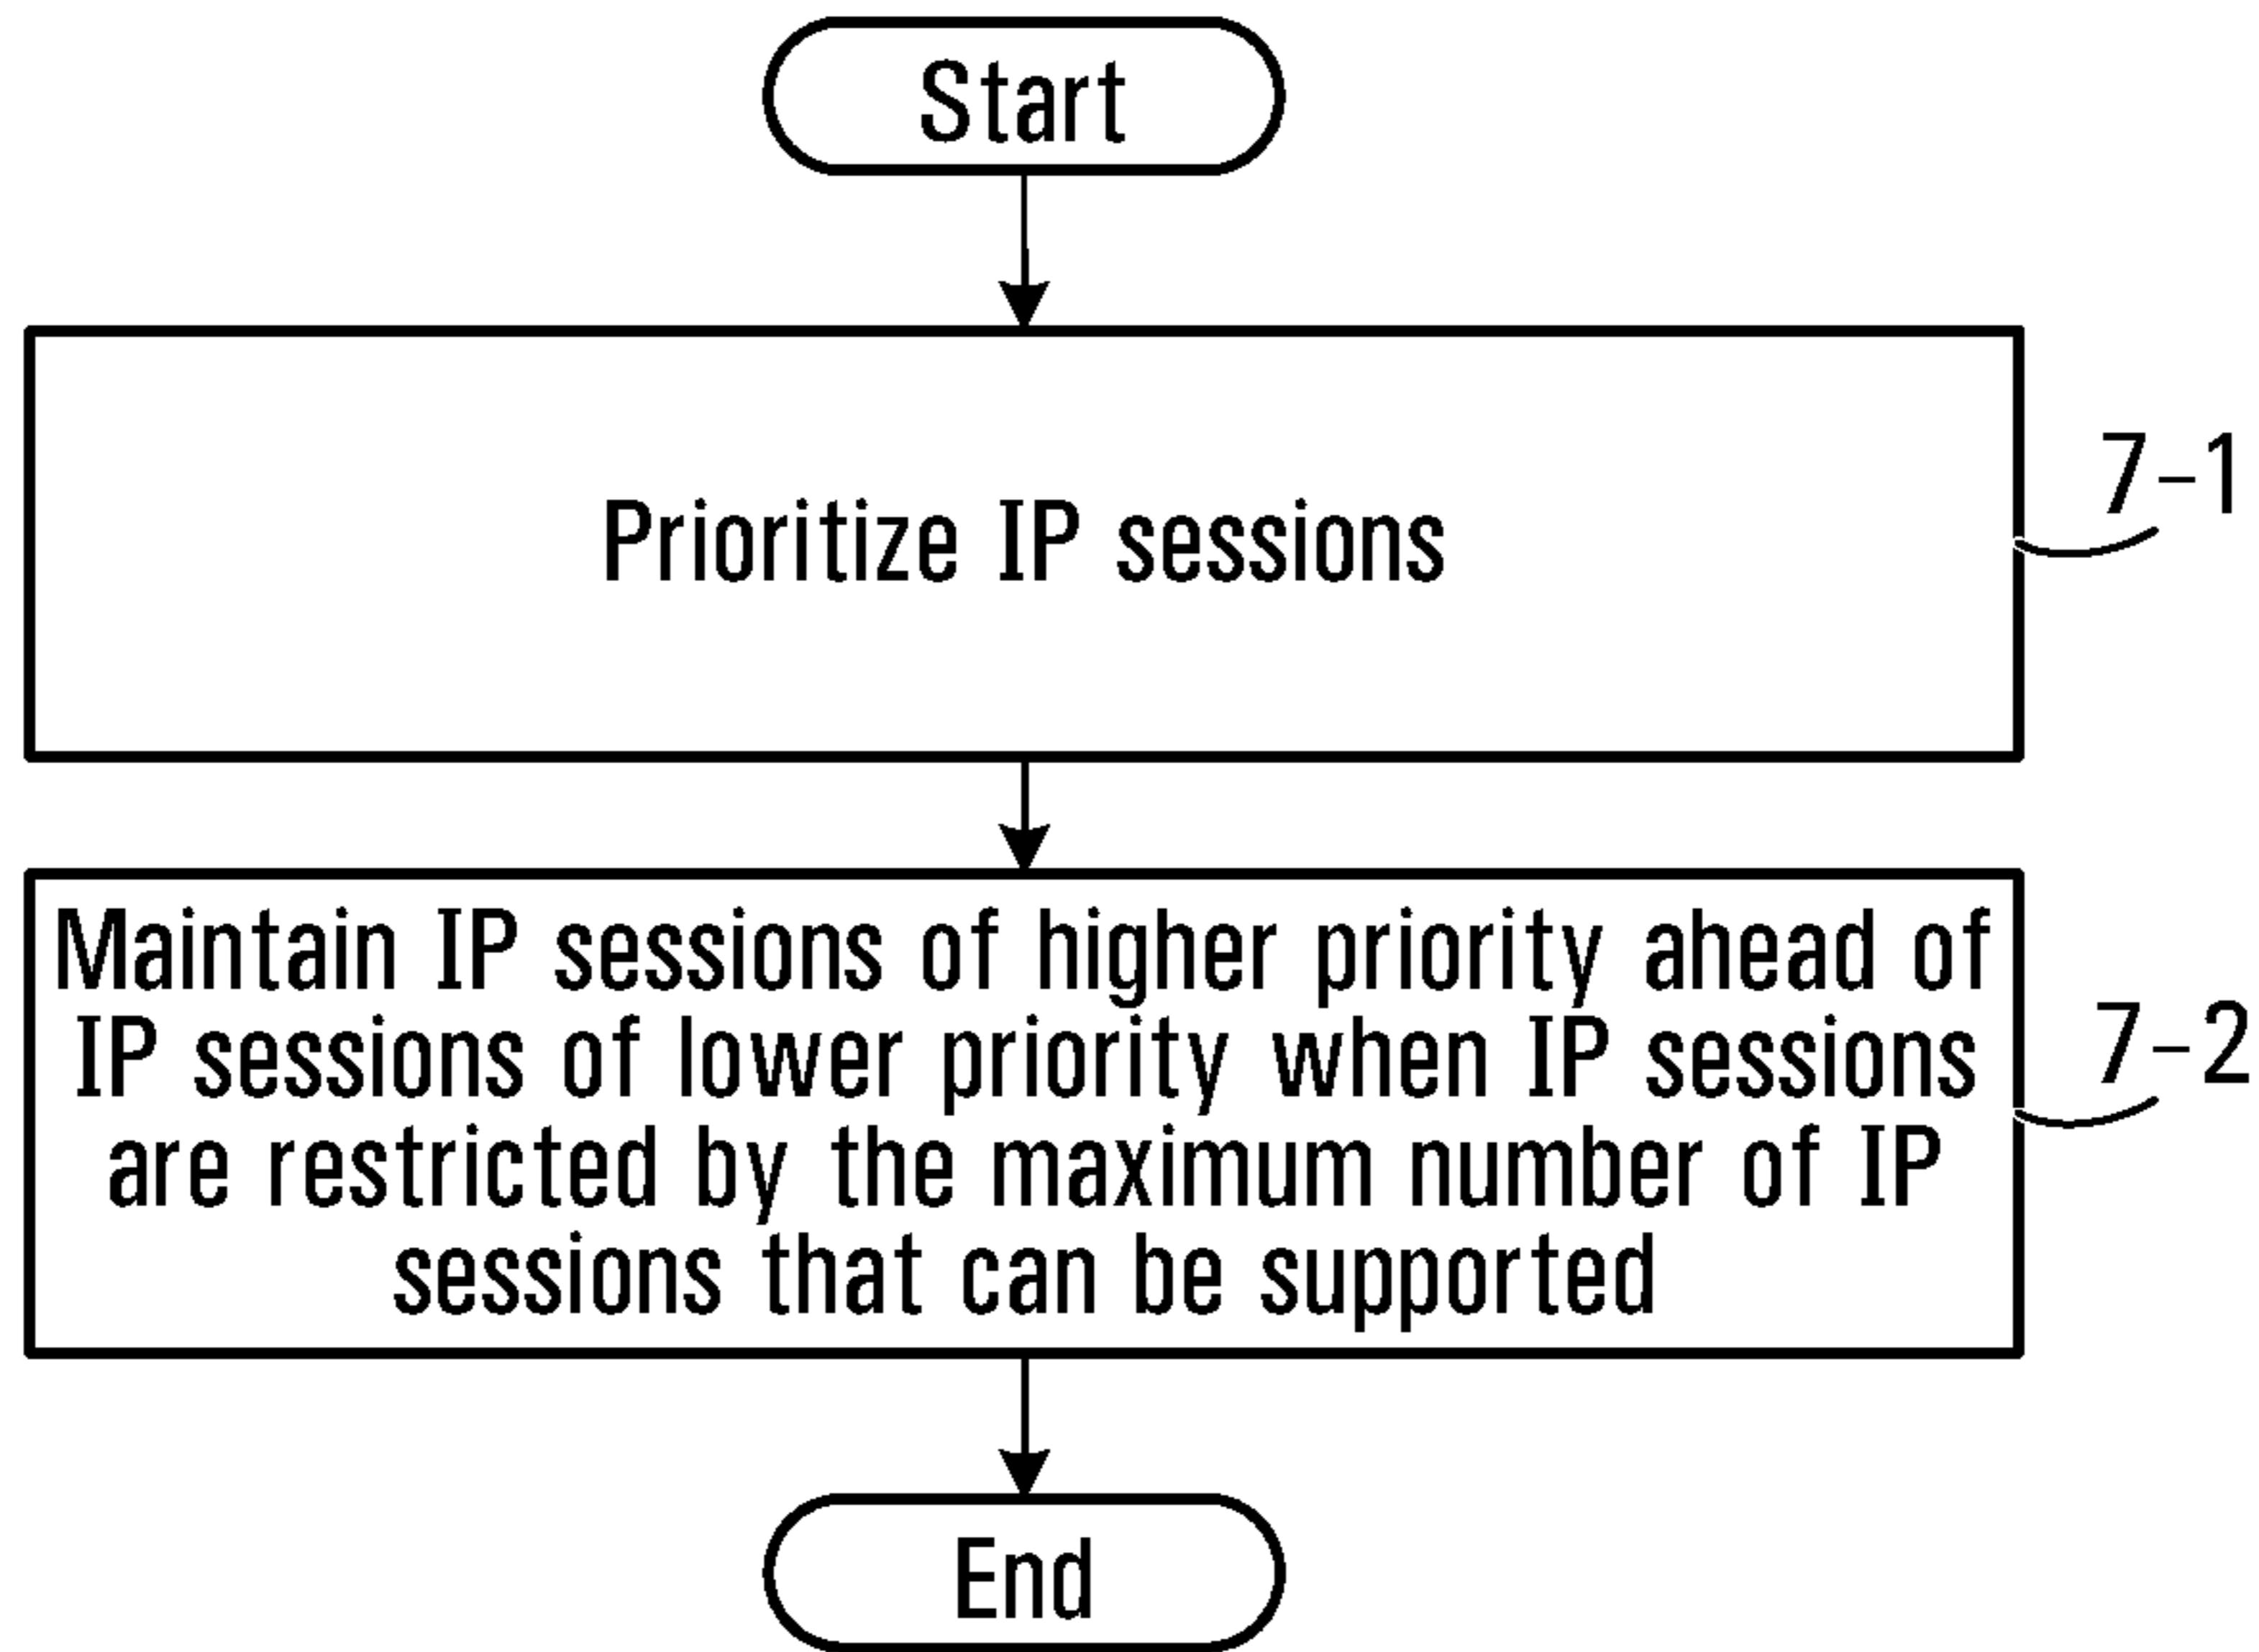 Start
Prioritize IP sessions
7-1
Maintain IP sessions of higher priority ahead of
IP sessions of lower priority when IP sessions
are restricted by the maximum number of IP
sessions that can be supported
7-2
End